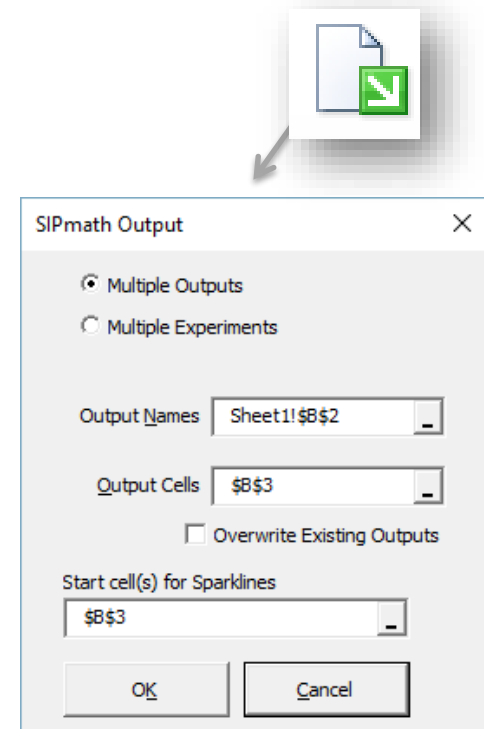 SIPmath Output
Multiple Outputs
Multiple Experiments
Output Names Sheet1!$B$2
Output Cells $B$3
Overwrite Existing Outputs
Start cell(s) for Sparklines
$B$3
OK Cancel